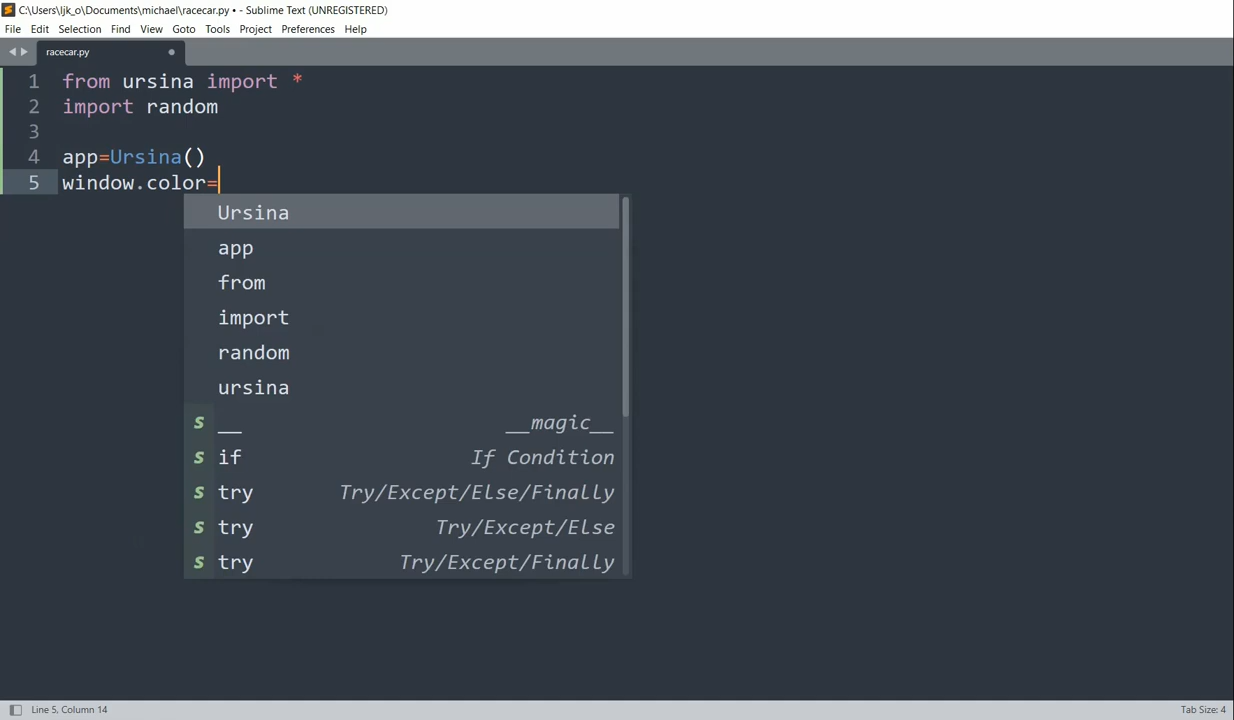 C:\Users\ljk_o\Documents\michael\racecar.py • - Sublime Text (UNREGISTERED)
File Edit Selection Find View Goto Tools Project Preferences Help
racecar.py
1 from ursina import *
2 import random
3
4 app=Ursina()
5 window.color=
Ursina
app
from
import
random
ursina
s __ __magic__
s if If Condition
s try Try/Except/Else/Finally
s try Try/Except/Else
s try Try/Except/Finally
Line 5, Column 14 Tab Size: 4